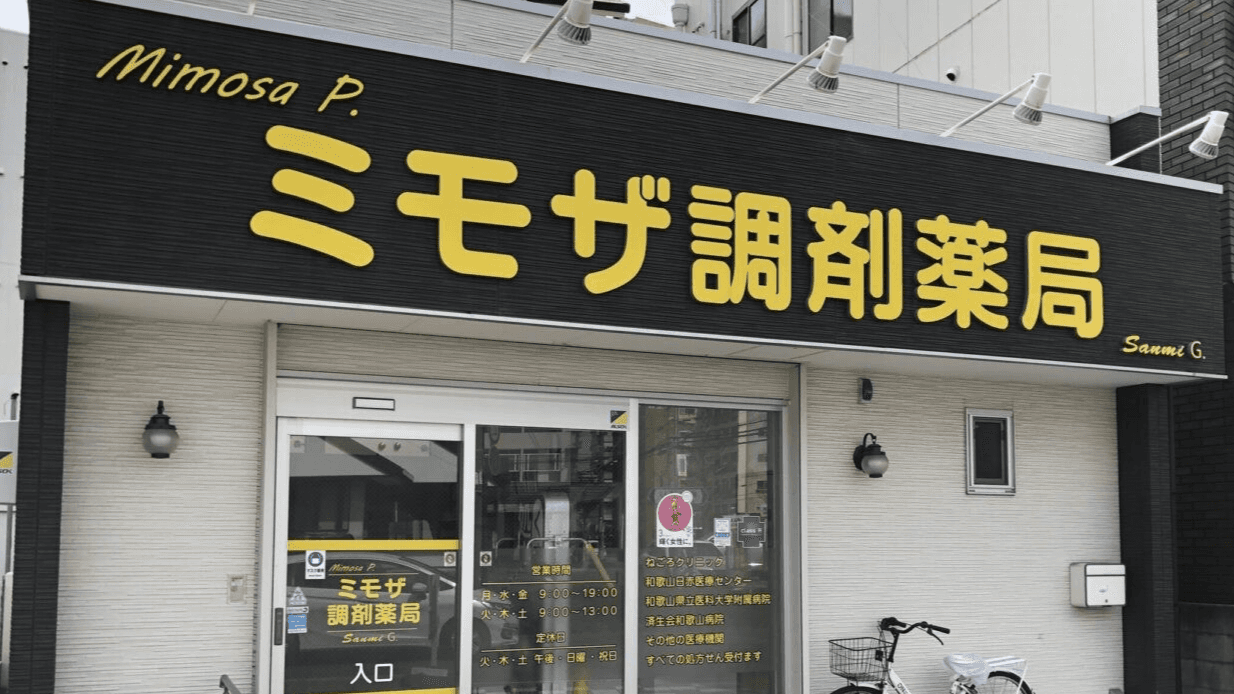 Mimosa P.
ミモザ調剤薬局
Sanmi G.
Mimosa P.
ミモザ
調剤薬局
Sanmi G.
入口
営業時間
月・水・金 9:00〜19:00
火・木・土 9:00〜13:00
定休日
火・木・土 午後・日曜・祝日
輝く女性に。
ねごろクリニック
和歌山日赤医療センター
和歌山県立医科大学附属病院
済生会和歌山病院
その他の医療機関
すべての処方せん受付ます